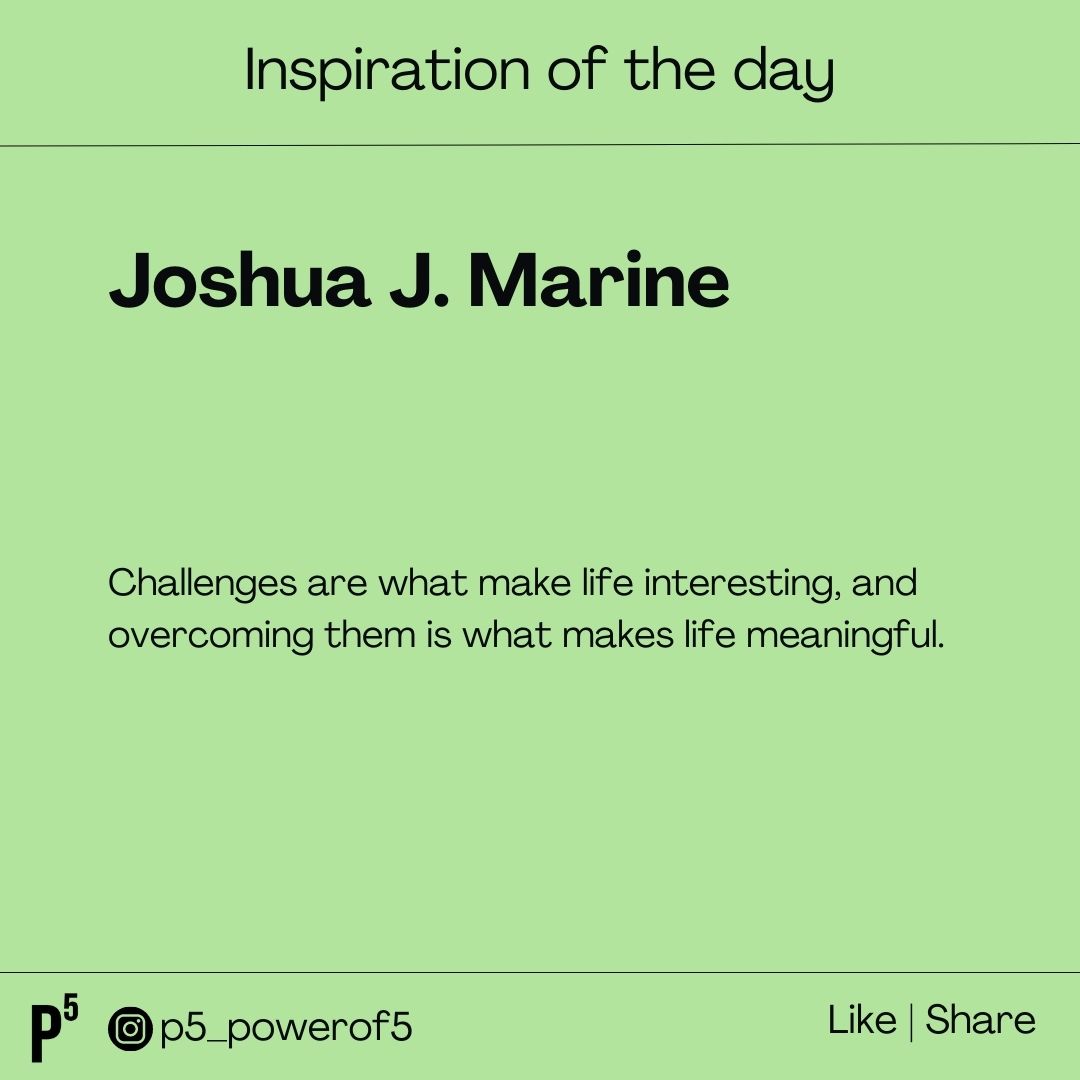 Inspiration of the day
Joshua J. Marine
Challenges are what make life interesting, and
overcoming them is what makes life meaningful.
P5 p5_powerof5
Like | Share